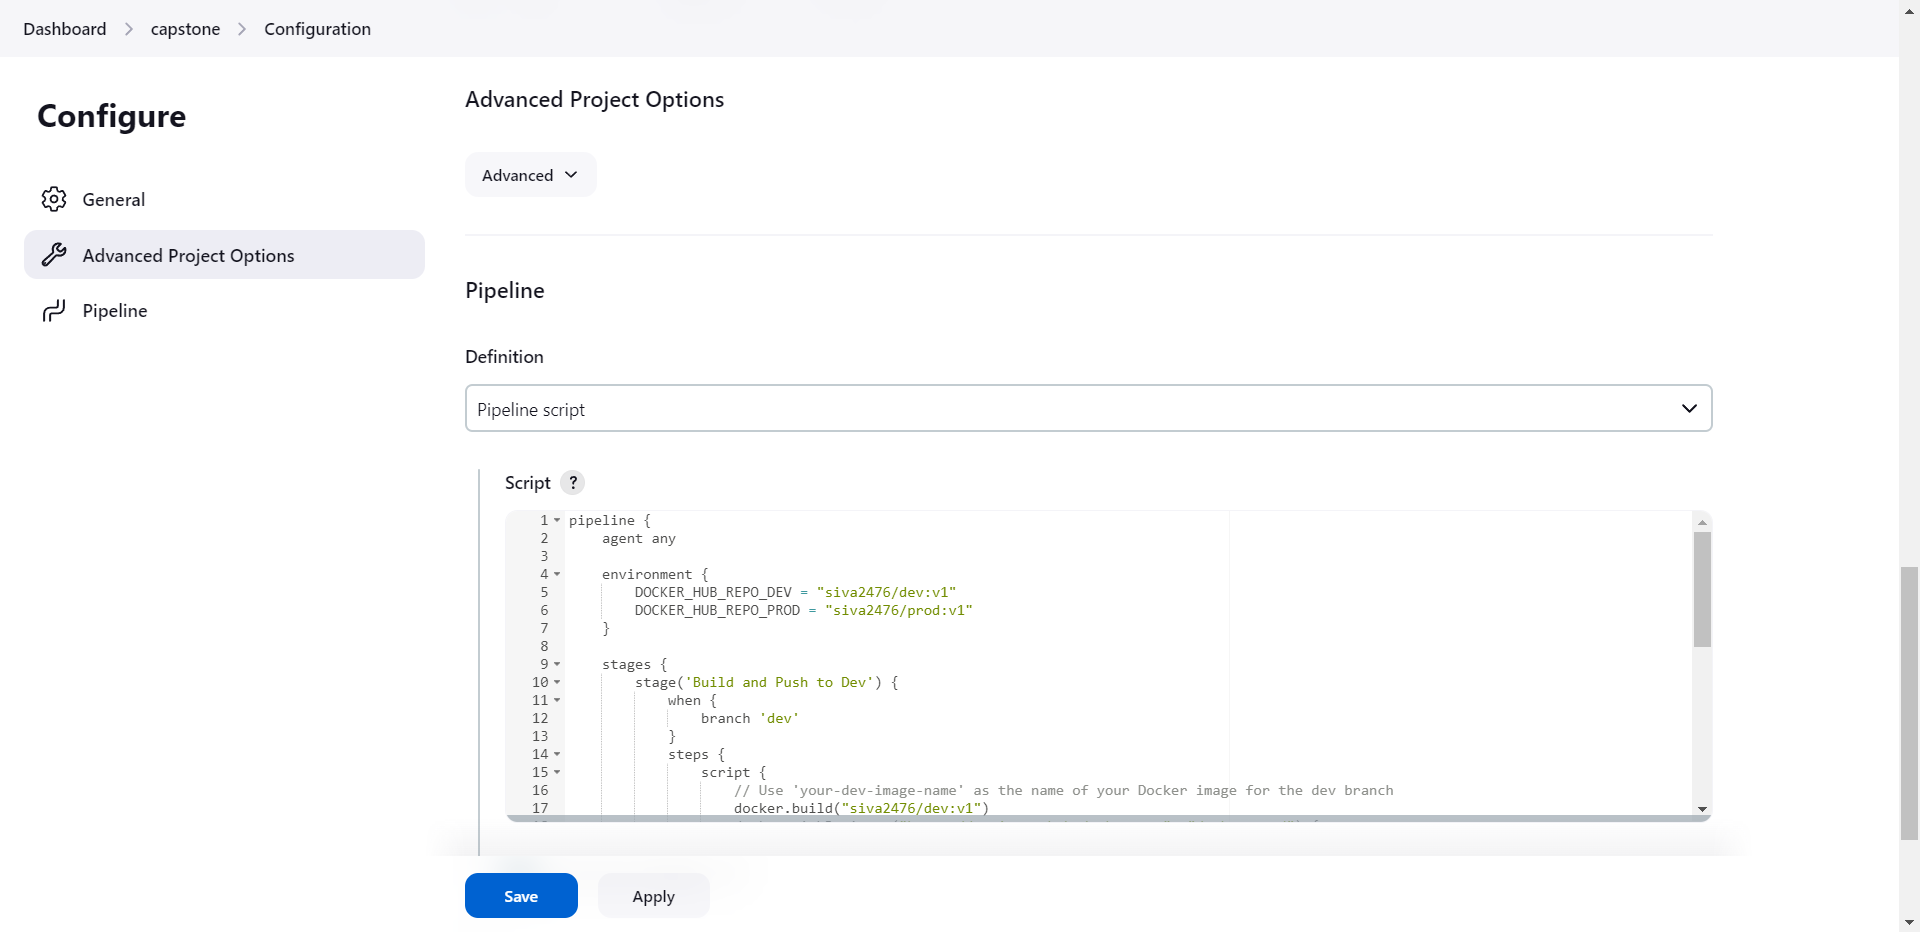 Dashboard > capstone > Configuration
Configure
General
Advanced Project Options
Pipeline
Advanced Project Options
Advanced
Pipeline
Definition
Pipeline script
Script ?
1 pipeline {
2     agent any
3
4     environment {
5         DOCKER_HUB_REPO_DEV = "siva2476/dev:v1"
6         DOCKER_HUB_REPO_PROD = "siva2476/prod:v1"
7     }
8
9     stages {
10         stage('Build and Push to Dev') {
11             when {
12                 branch 'dev'
13             }
14             steps {
15                 script {
16                     // Use 'your-dev-image-name' as the name of your Docker image for the dev branch
17                     docker.build("siva2476/dev:v1")
Save
Apply